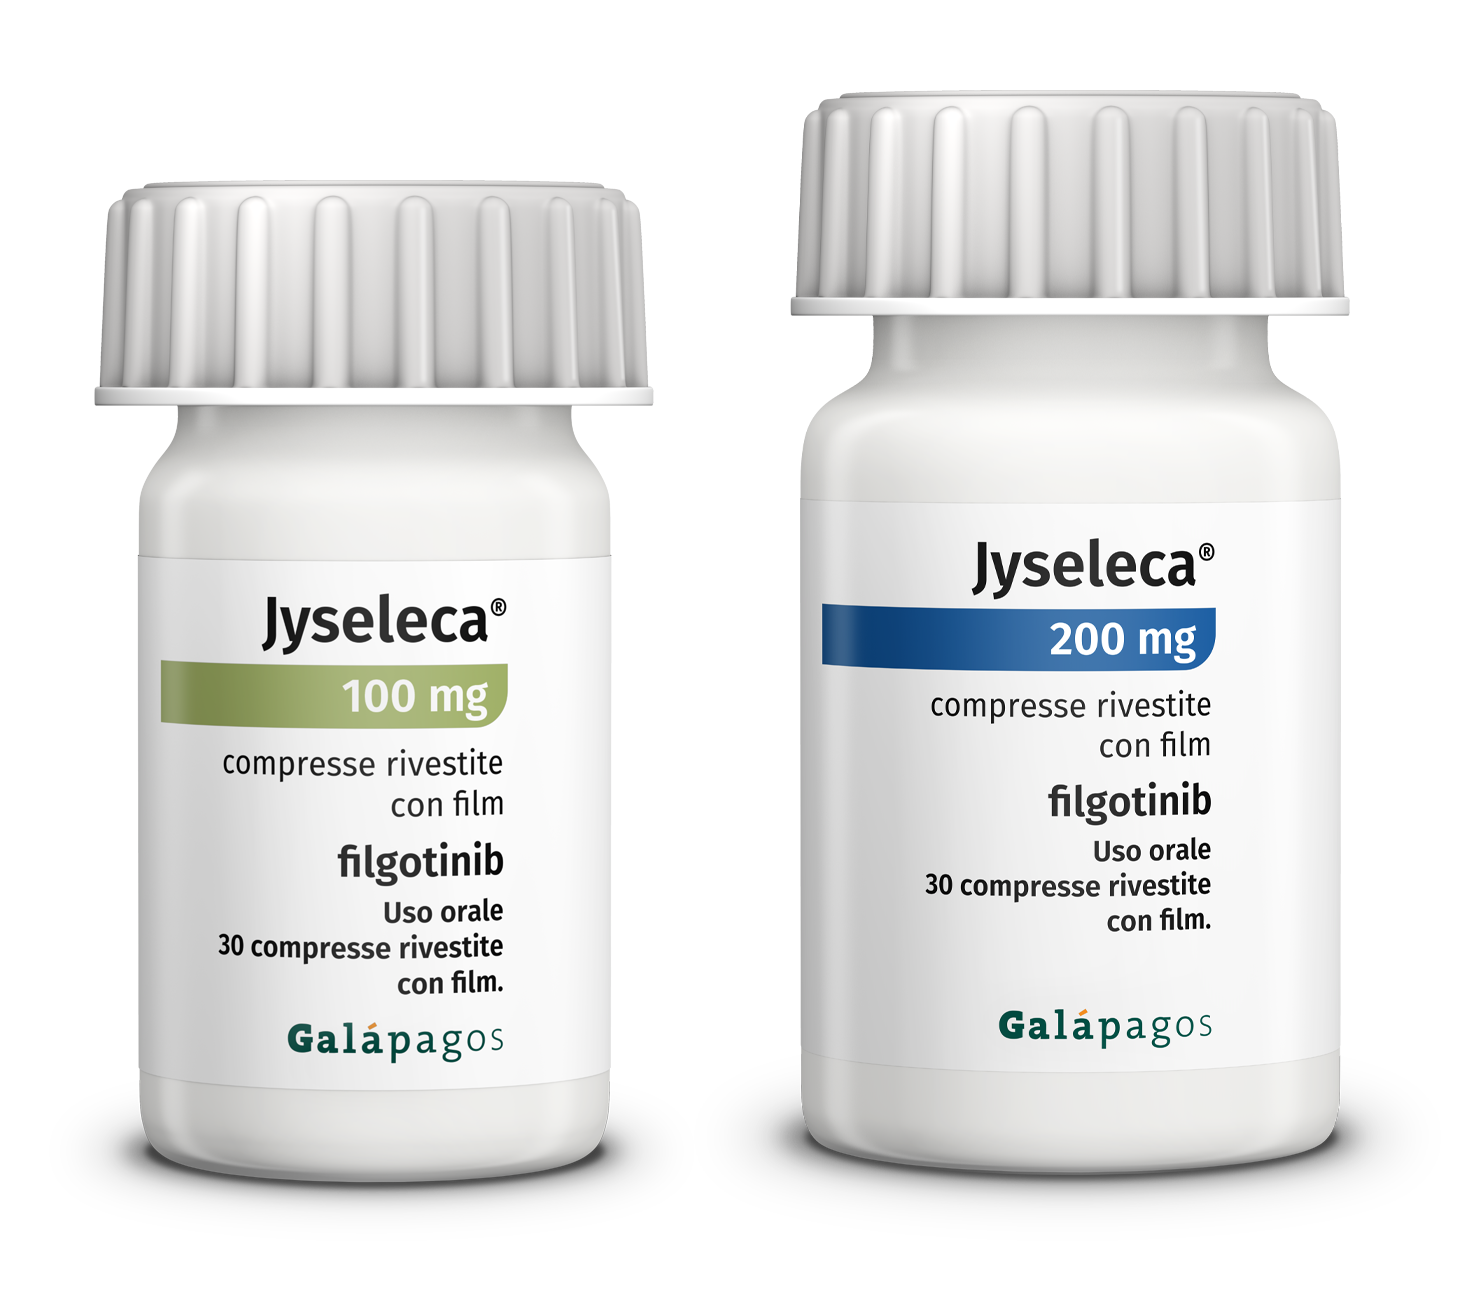 Jyseleca®
100 mg
compresse rivestite
con film
filgotinib
Uso orale
30 compresse rivestite
con film.
Galápagos
Jyseleca®
200 mg
compresse rivestite
con film
filgotinib
Uso orale
30 compresse rivestite
con film.
Galápagos